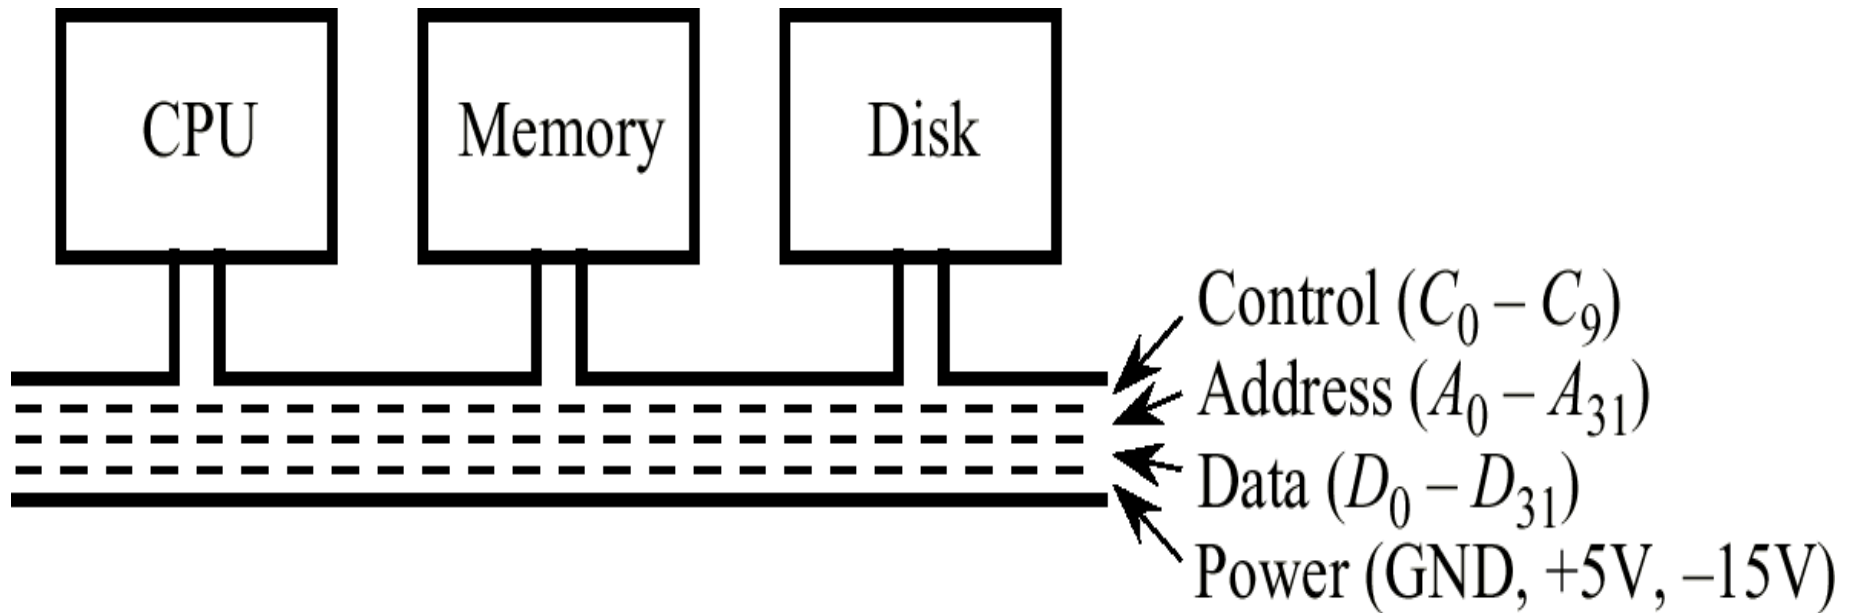 CPU
Memory
Disk
Control (C₀ – C₉)
Address (A₀ – A₃₁)
Data (D₀ – D₃₁)
Power (GND, +5V, –15V)